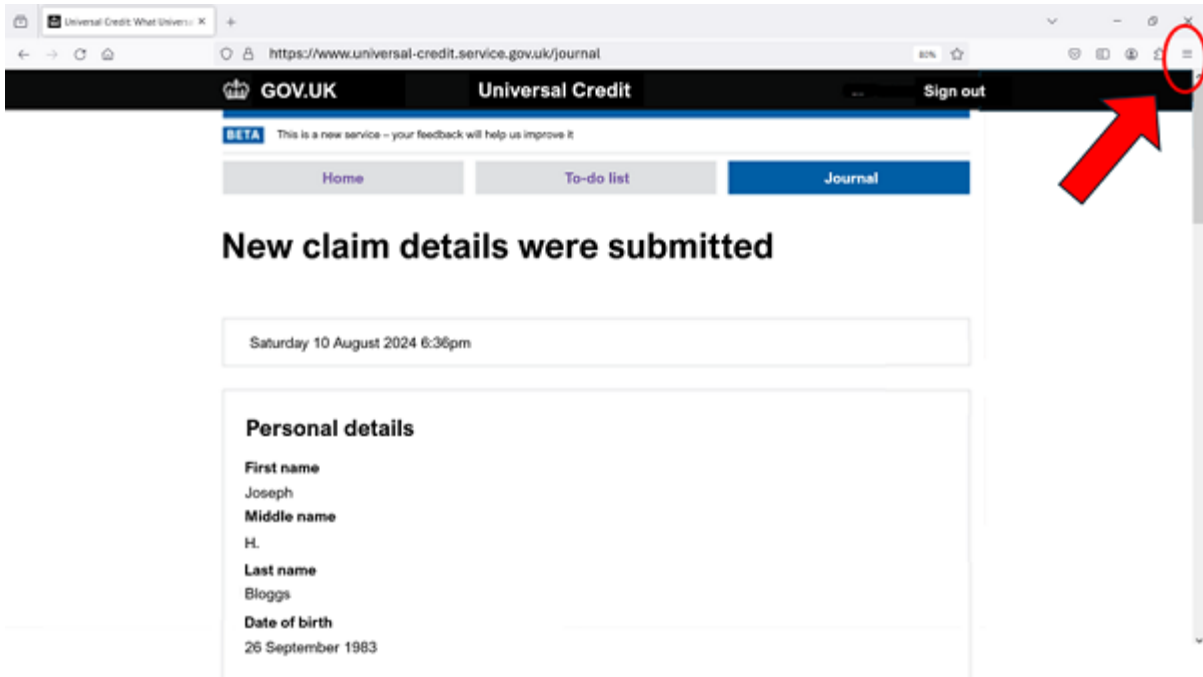 Universal Credit: What Univers
https://www.universal-credit.service.gov.uk/journal
80%
GOV.UK
Universal Credit
Sign out
BETA This is a new service – your feedback will help us improve it
Home
To-do list
Journal
New claim details were submitted
Saturday 10 August 2024 6:36pm
Personal details
First name
Joseph
Middle name
H.
Last name
Bloggs
Date of birth
26 September 1983